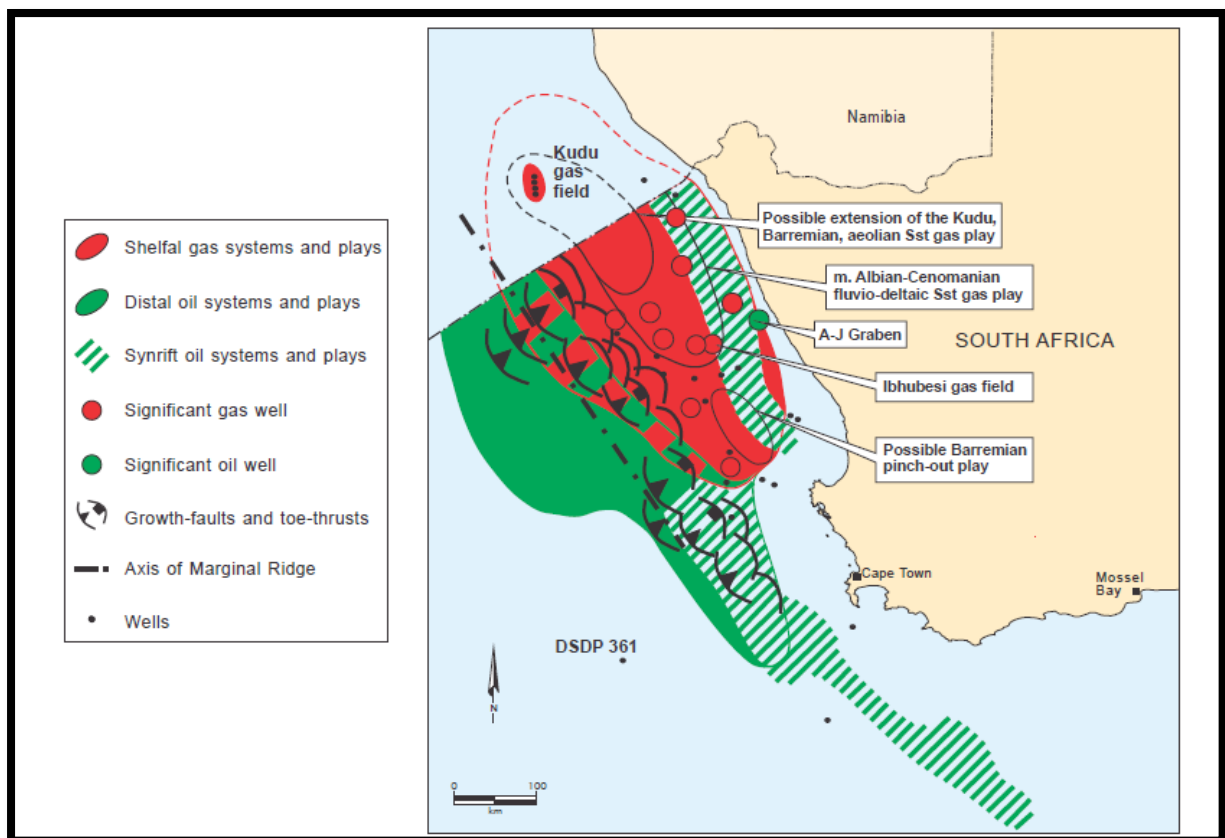 Shelfal gas systems and plays
Distal oil systems and plays
Synrift oil systems and plays
Significant gas well
Significant oil well
Growth-faults and toe-thrusts
Axis of Marginal Ridge
Wells
Namibia
Kudu
gas
field
Possible extension of the Kudu,
Barremian, aeolian Sst gas play
m. Albian-Cenomanian
fluvio-deltaic Sst gas play
A-J Graben
SOUTH AFRICA
Ibhubesi gas field
Possible Barremian
pinch-out play
Cape Town
Mossel
Bay
DSDP 361
N
0 100
km